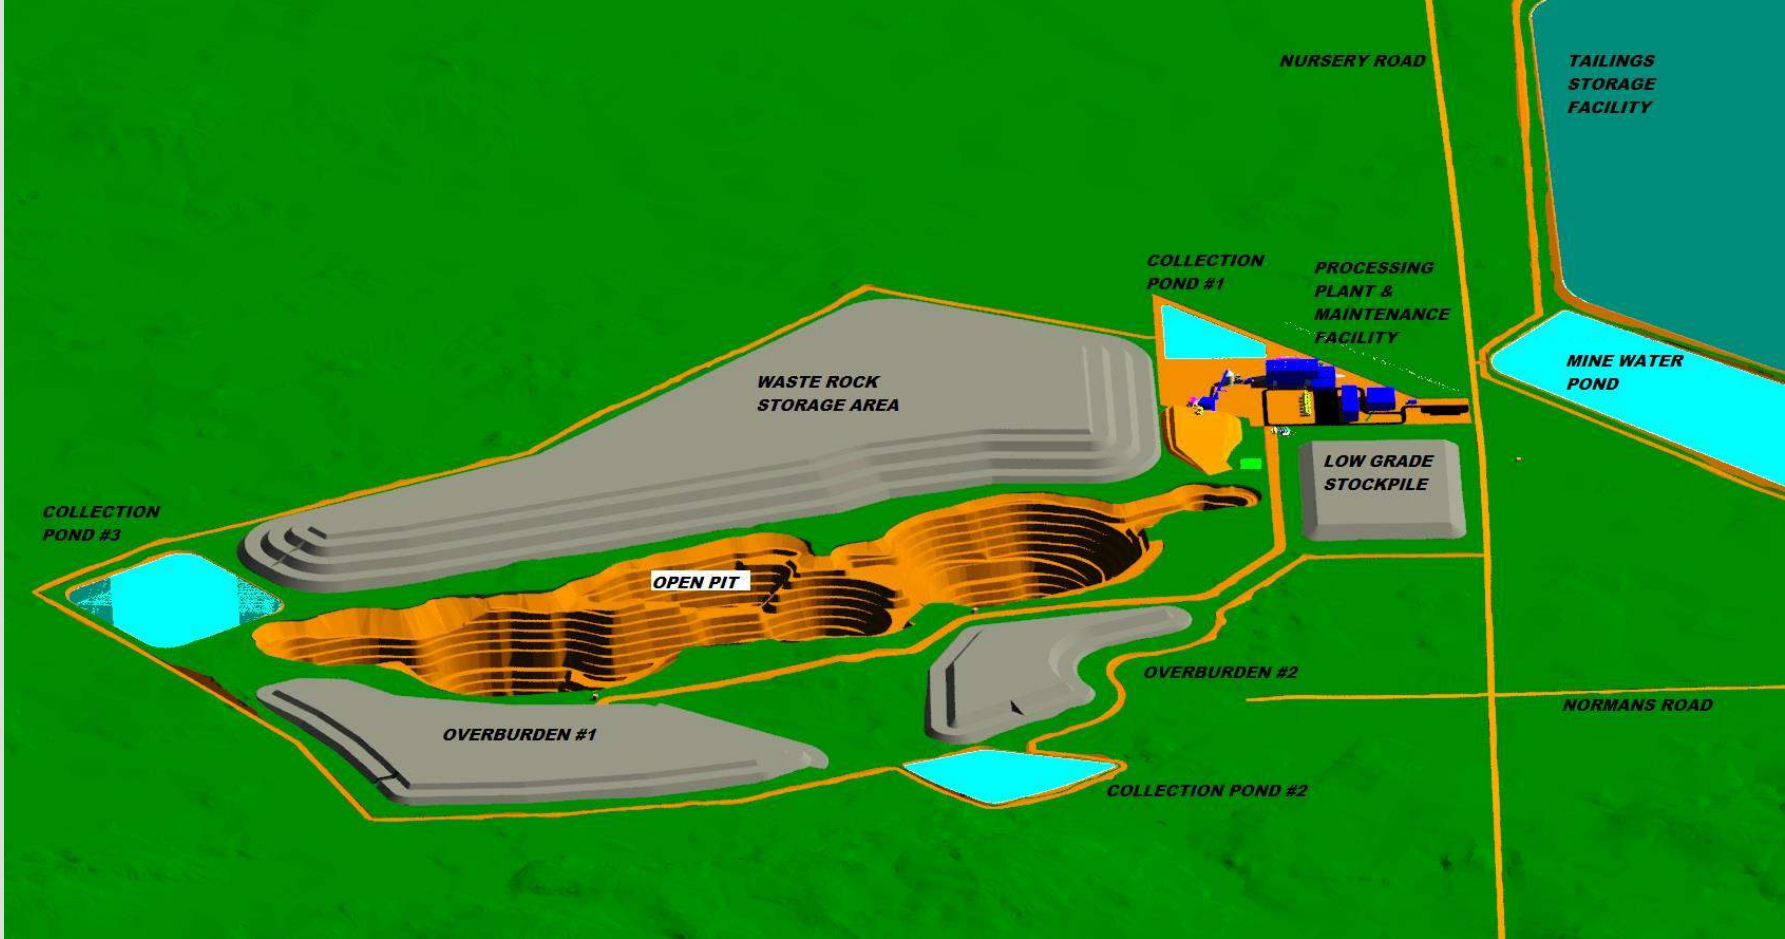 NURSERY ROAD
TAILINGS
STORAGE
FACILITY
COLLECTION
POND #1
PROCESSING
PLANT &
MAINTENANCE
FACILITY
MINE WATER
POND
WASTE ROCK
STORAGE AREA
LOW GRADE
STOCKPILE
COLLECTION
POND #3
OPEN PIT
OVERBURDEN #2
NORMANS ROAD
OVERBURDEN #1
COLLECTION POND #2